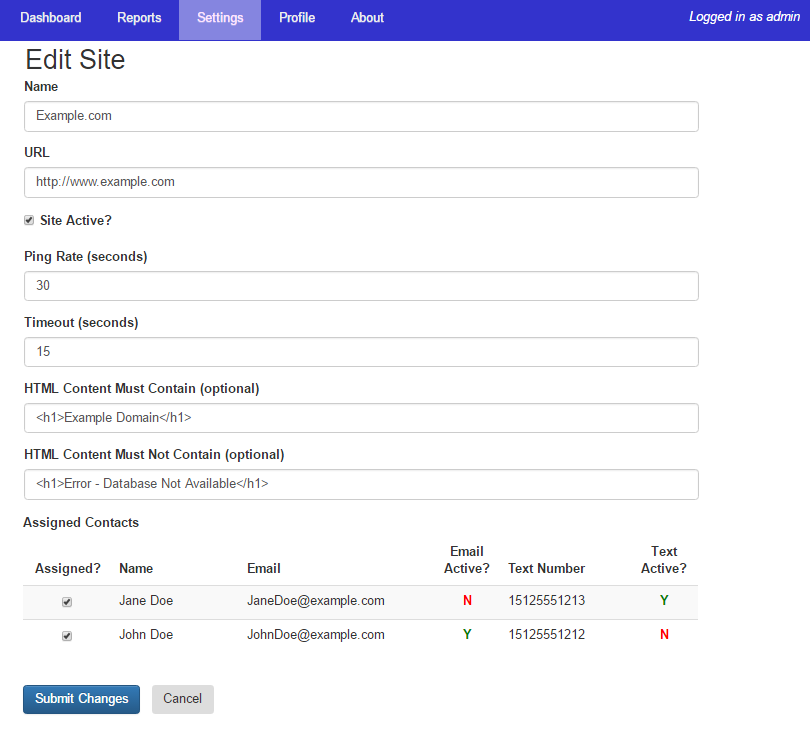 Dashboard Reports Settings Profile About Logged in as admin
Edit Site
Name
Example.com
URL
http://www.example.com
Site Active?
Ping Rate (seconds)
30
Timeout (seconds)
15
HTML Content Must Contain (optional)
<h1>Example Domain</h1>
HTML Content Must Not Contain (optional)
<h1>Error - Database Not Available</h1>
Assigned Contacts
Assigned? Name Email Email Active? Text Number Text Active?
Jane Doe JaneDoe@example.com N 15125551213 Y
John Doe JohnDoe@example.com Y 15125551212 N
Submit Changes Cancel